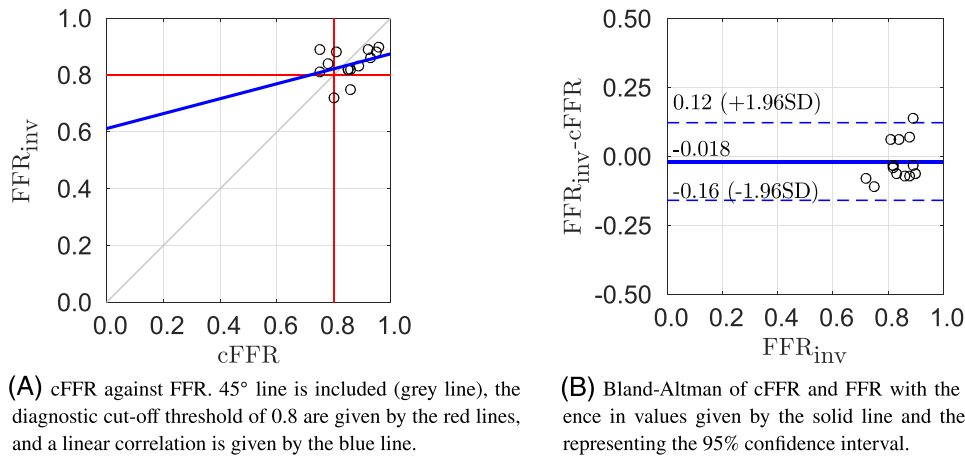 1.0
0.8
0.6
0.4
0.2
0.0
FFRinv
0.0 0.2 0.4 0.6 0.8 1.0
cFFR
(A) cFFR against FFR. 45° line is included (grey line), the
diagnostic cut-off threshold of 0.8 are given by the red lines,
and a linear correlation is given by the blue line.
0.50
0.25
0.00
-0.25
-0.50
FFRinv-cFFR
0.12 (+1.96SD)
-0.018
-0.16 (-1.96SD)
0.0 0.2 0.4 0.6 0.8 1.0
FFRinv
(B) Bland-Altman of cFFR and FFR with the
ence in values given by the solid line and the
representing the 95% confidence interval.